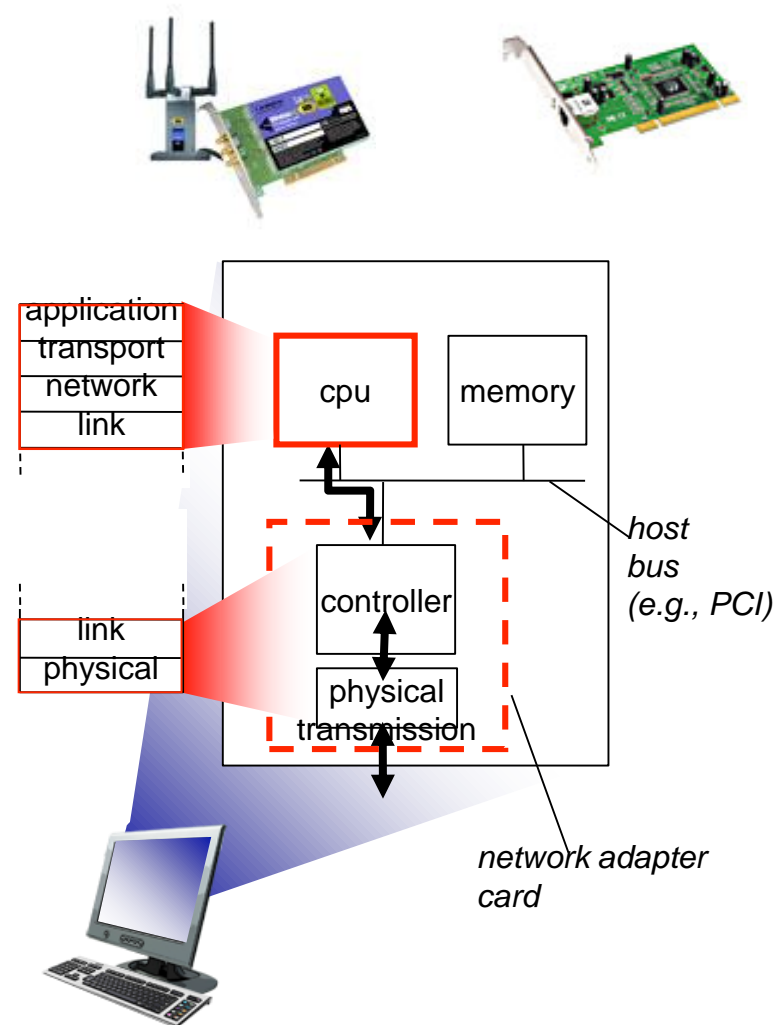 application
transport
network
link
cpu
memory
host
bus
(e.g., PCI)
controller
link
physical
physical
transmission
network adapter
card